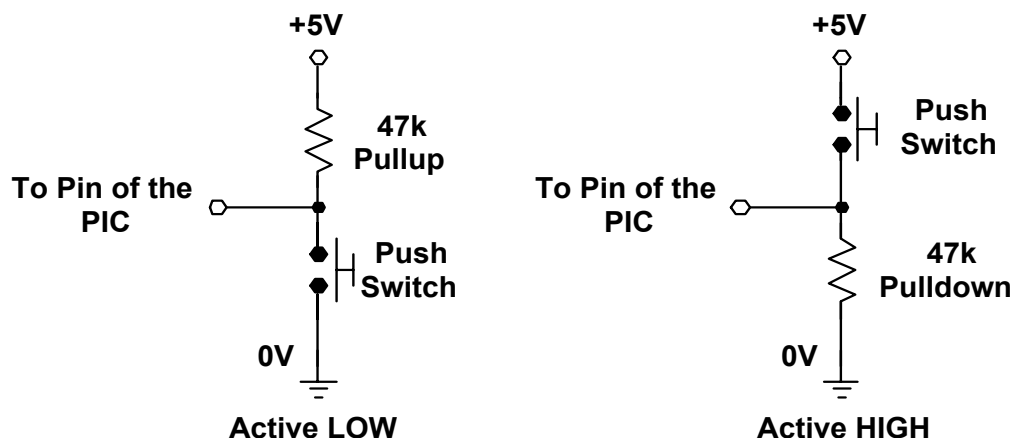 +5V
47k
Pullup
To Pin of the
PIC
Push
Switch
0V
Active LOW
+5V
Push
Switch
To Pin of the
PIC
47k
Pulldown
0V
Active HIGH